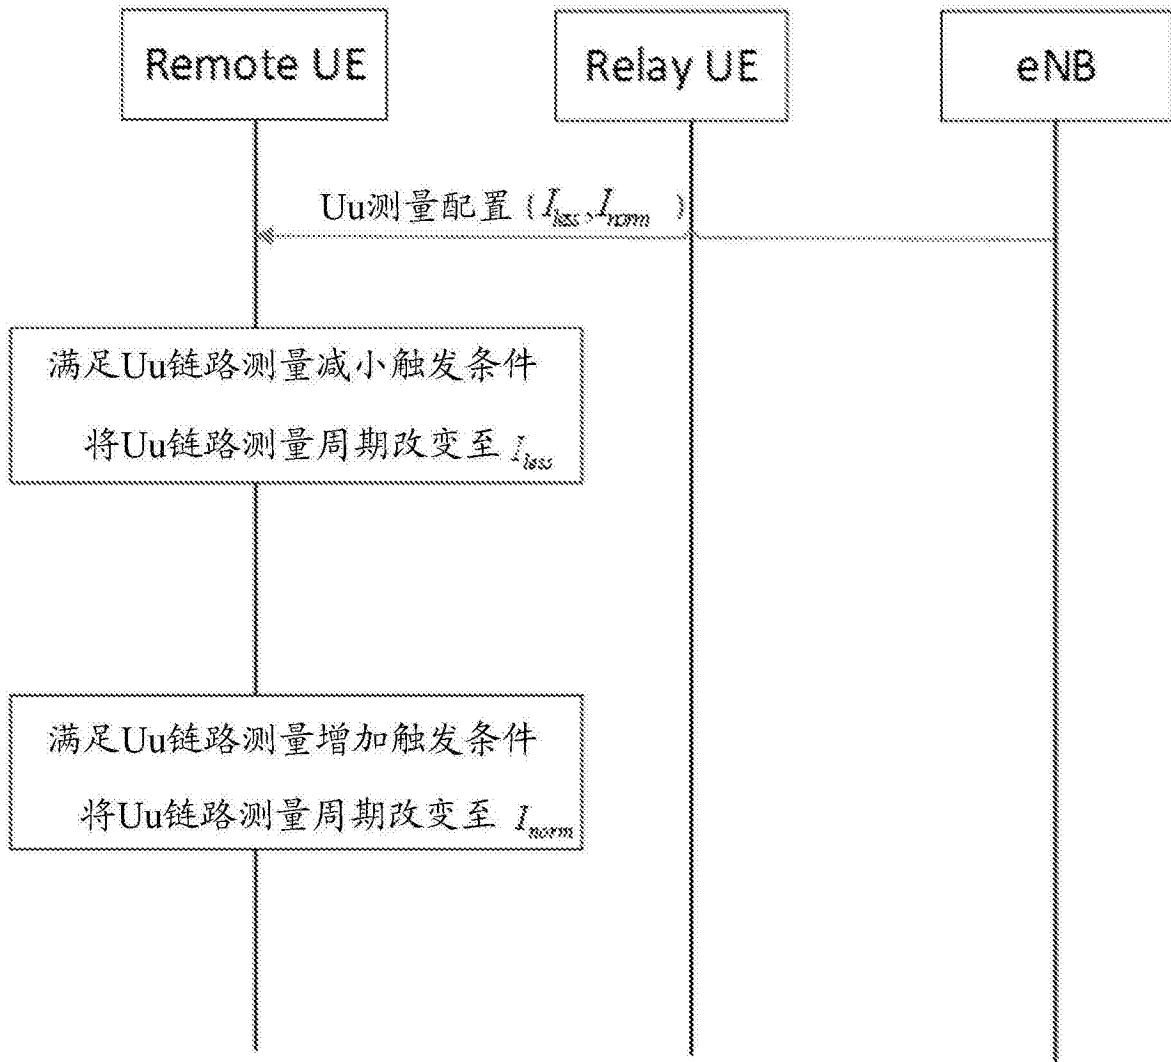 Remote UE
Relay UE
eNB
Uu测量配置 (I_less、I_norm )
满足Uu链路测量减小触发条件
将Uu链路测量周期改变至 I_less
满足Uu链路测量增加触发条件
将Uu链路测量周期改变至 I_norm